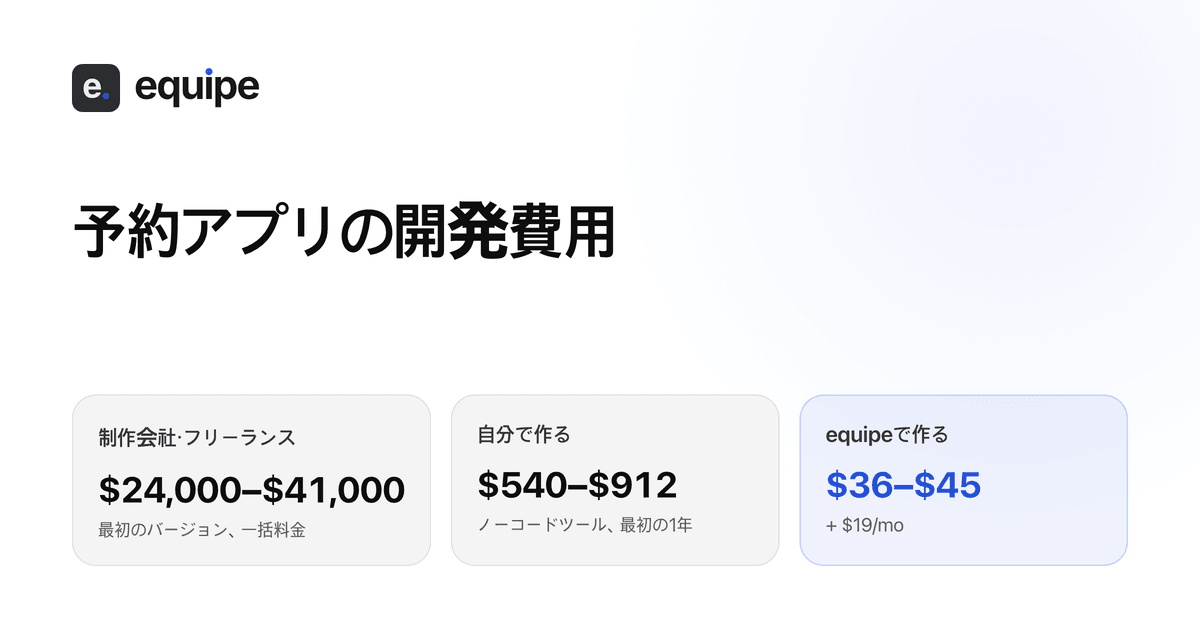 e. equipe
予約アプリの開発費用
制作会社·フリーランス
$24,000–$41,000
最初のバージョン、一括料金
自分で作る
$540–$912
ノーコードツール、最初の1年
equipeで作る
$36–$45
+ $19/mo